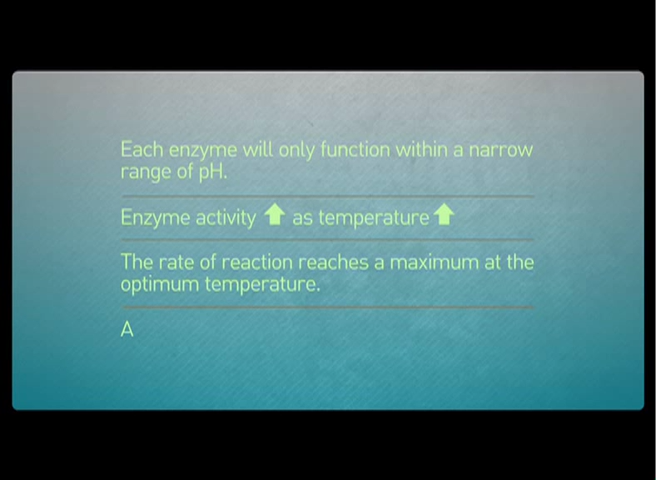 Each enzyme will only function within a narrow
range of pH.
Enzyme activity ⬆ as temperature ⬆
The rate of reaction reaches a maximum at the
optimum temperature.
A